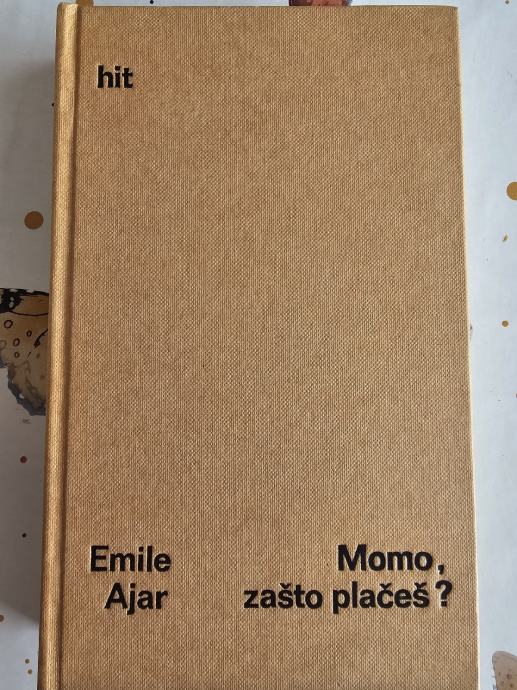 hit
Emile
Ajar
Momo,
zašto plačeš?